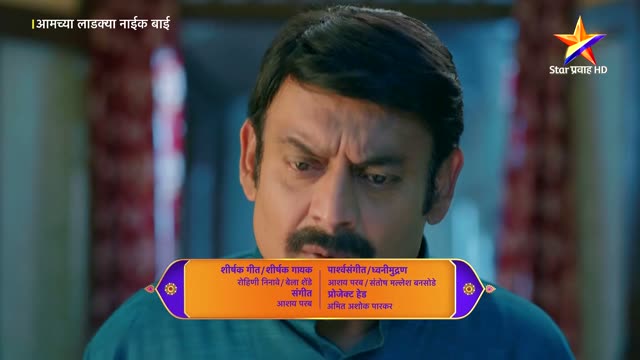 आमच्या लाडक्या नाईक बाई
Star प्रवाह HD
शीर्षक गीत/शीर्षक गायक
रोहिणी निनावे/ बेला शेंडे
संगीत
आशय परब
पार्श्वसंगीत/ध्वनीमुद्रण
आशय परब/ संतोष मल्लेश बनसोडे
प्रोजेक्ट हेड
अमित अशोक पारकर